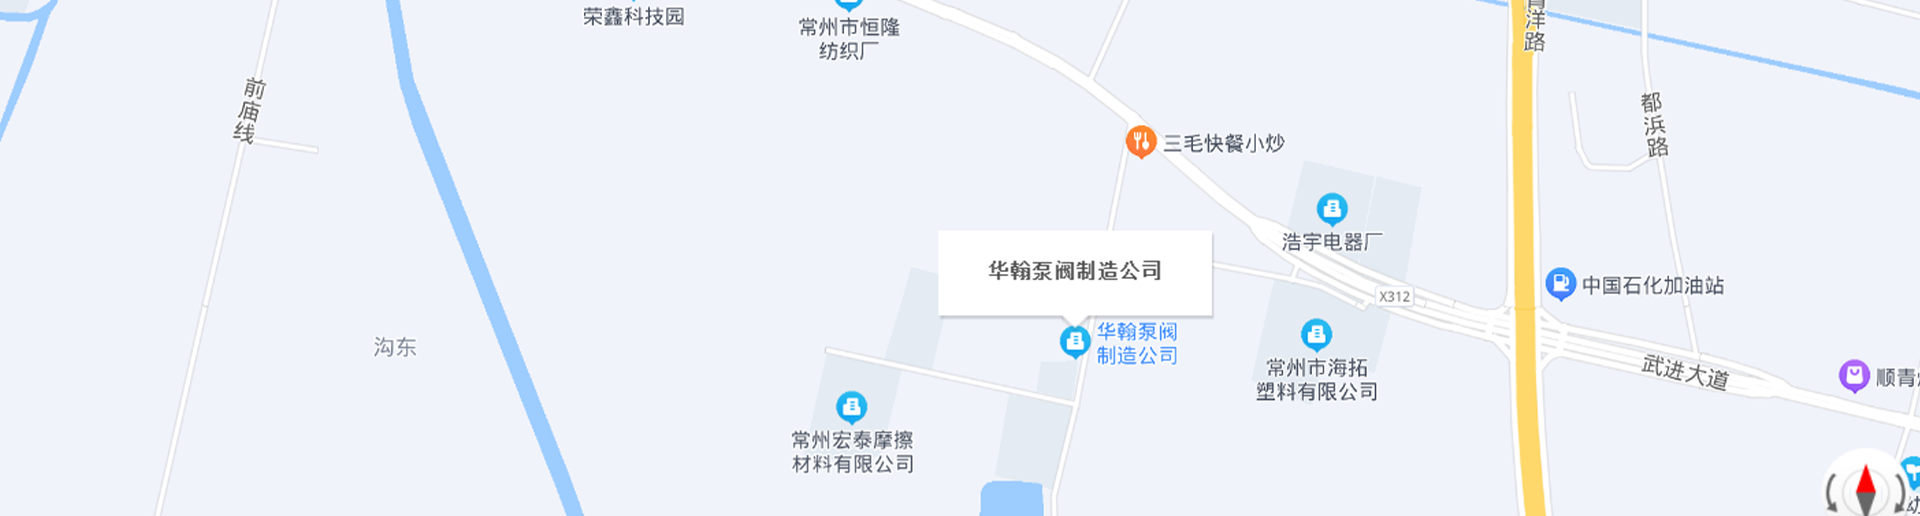 荣鑫科技园
常州市恒隆
纺织厂
洋路
前庙线
都浜路
三毛快餐小炒
浩宇电器厂
华翰泵阀制造公司
中国石化加油站
X312
华翰泵阀
制造公司
沟东
常州市海拓
塑料有限公司
武进大道
顺青
常州宏泰摩擦
材料有限公司